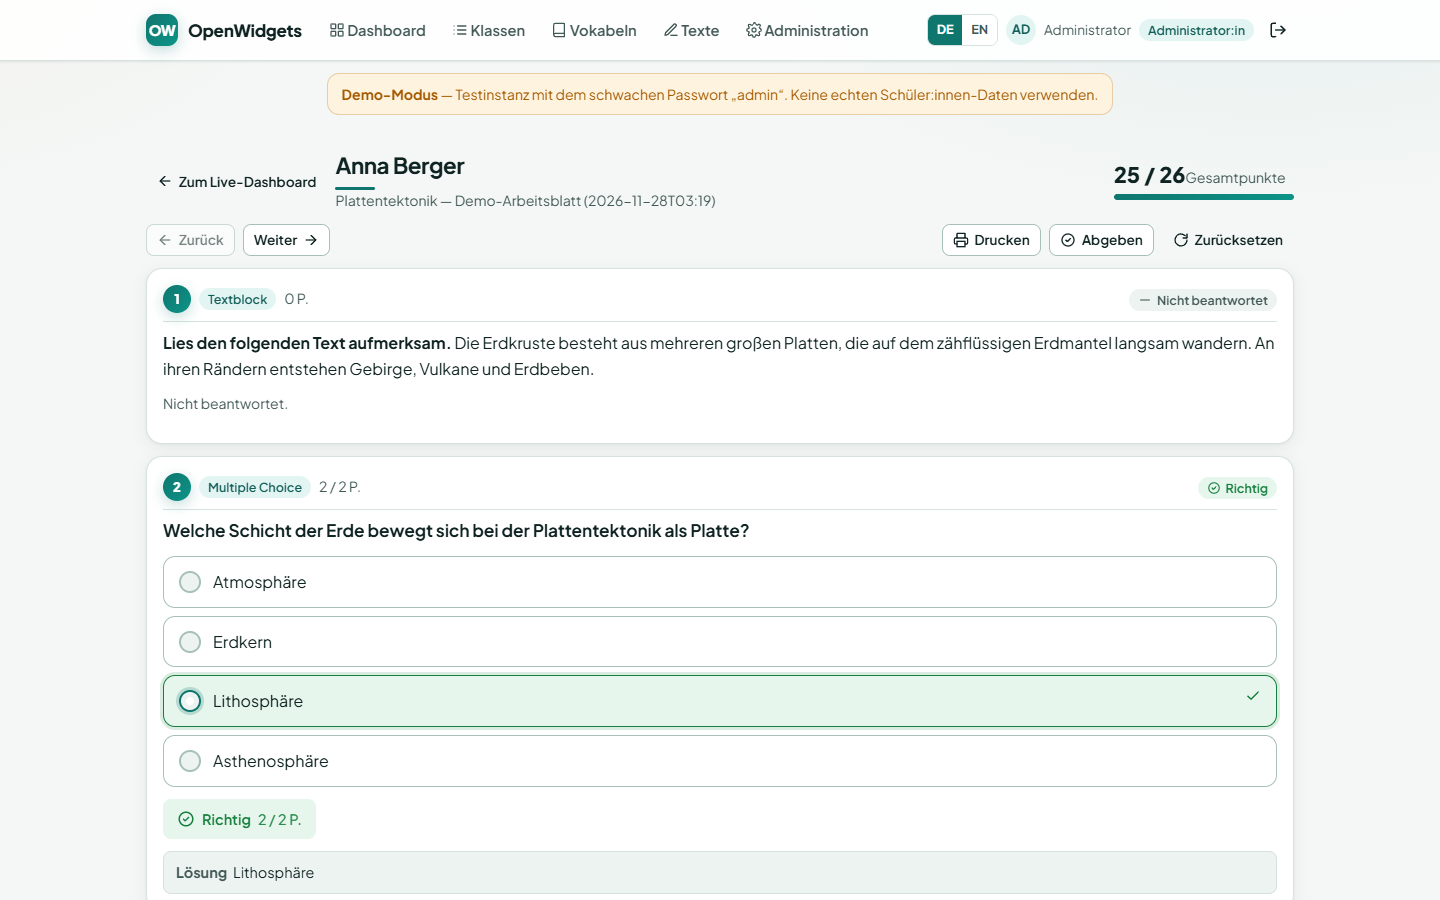 OW OpenWidgets Dashboard Klassen Vokabeln Texte Administration DE EN AD Administrator Administrator:in
Demo-Modus — Testinstanz mit dem schwachen Passwort „admin“. Keine echten Schüler:innen-Daten verwenden.
Zum Live-Dashboard
Anna Berger
Plattentektonik — Demo-Arbeitsblatt (2026-11-28T03:19)
25 / 26 Gesamtpunkte
Zurück Weiter Drucken Abgeben Zurücksetzen
1 Textblock 0 P. Nicht beantwortet
Lies den folgenden Text aufmerksam. Die Erdkruste besteht aus mehreren großen Platten, die auf dem zähflüssigen Erdmantel langsam wandern. An
ihren Rändern entstehen Gebirge, Vulkane und Erdbeben.
Nicht beantwortet.
2 Multiple Choice 2 / 2 P. Richtig
Welche Schicht der Erde bewegt sich bei der Plattentektonik als Platte?
Atmosphäre
Erdkern
Lithosphäre
Asthenosphäre
Richtig 2 / 2 P.
Lösung Lithosphäre